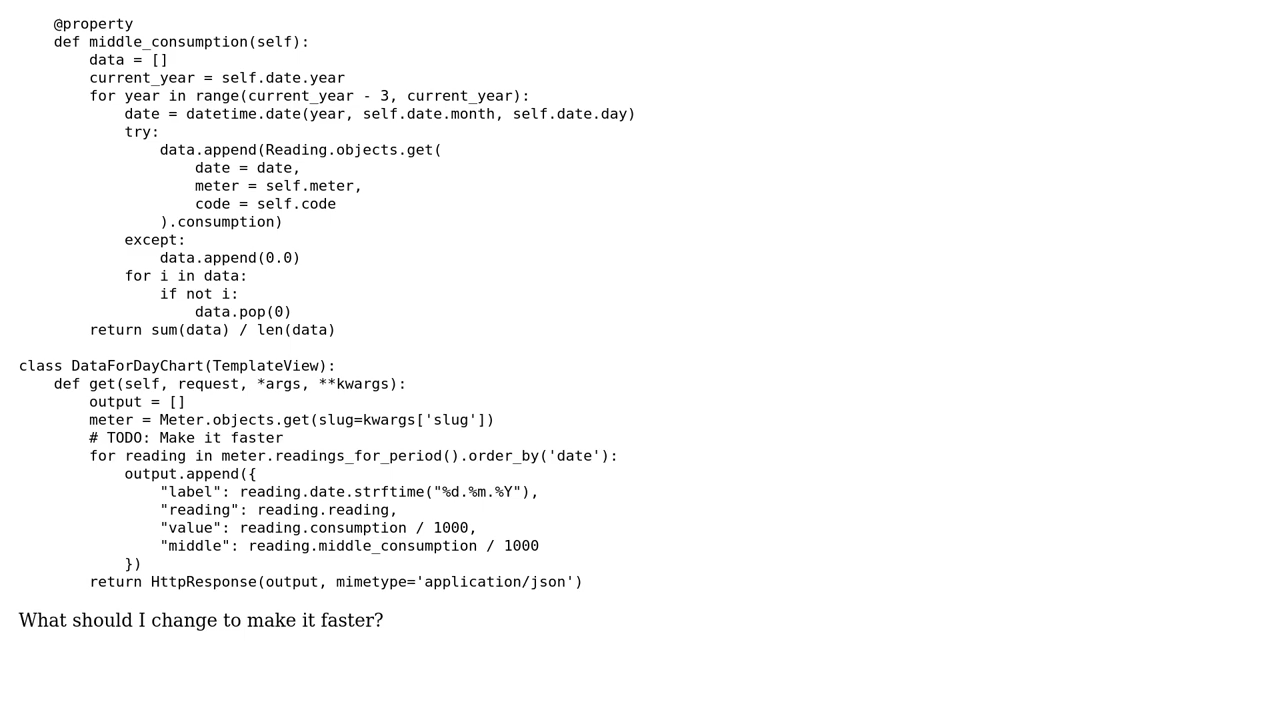 @property
    def middle_consumption(self):
        data = []
        current_year = self.date.year
        for year in range(current_year - 3, current_year):
            date = datetime.date(year, self.date.month, self.date.day)
            try:
                data.append(Reading.objects.get(
                    date = date,
                    meter = self.meter,
                    code = self.code
                ).consumption)
            except:
                data.append(0.0)
            for i in data:
                if not i:
                    data.pop(0)
        return sum(data) / len(data)

class DataForDayChart(TemplateView):
    def get(self, request, *args, **kwargs):
        output = []
        meter = Meter.objects.get(slug=kwargs['slug'])
        # TODO: Make it faster
        for reading in meter.readings_for_period().order_by('date'):
            output.append({
                "label": reading.date.strftime("%d.%m.%Y"),
                "reading": reading.reading,
                "value": reading.consumption / 1000,
                "middle": reading.middle_consumption / 1000
            })
        return HttpResponse(output, mimetype='application/json')
What should I change to make it faster?